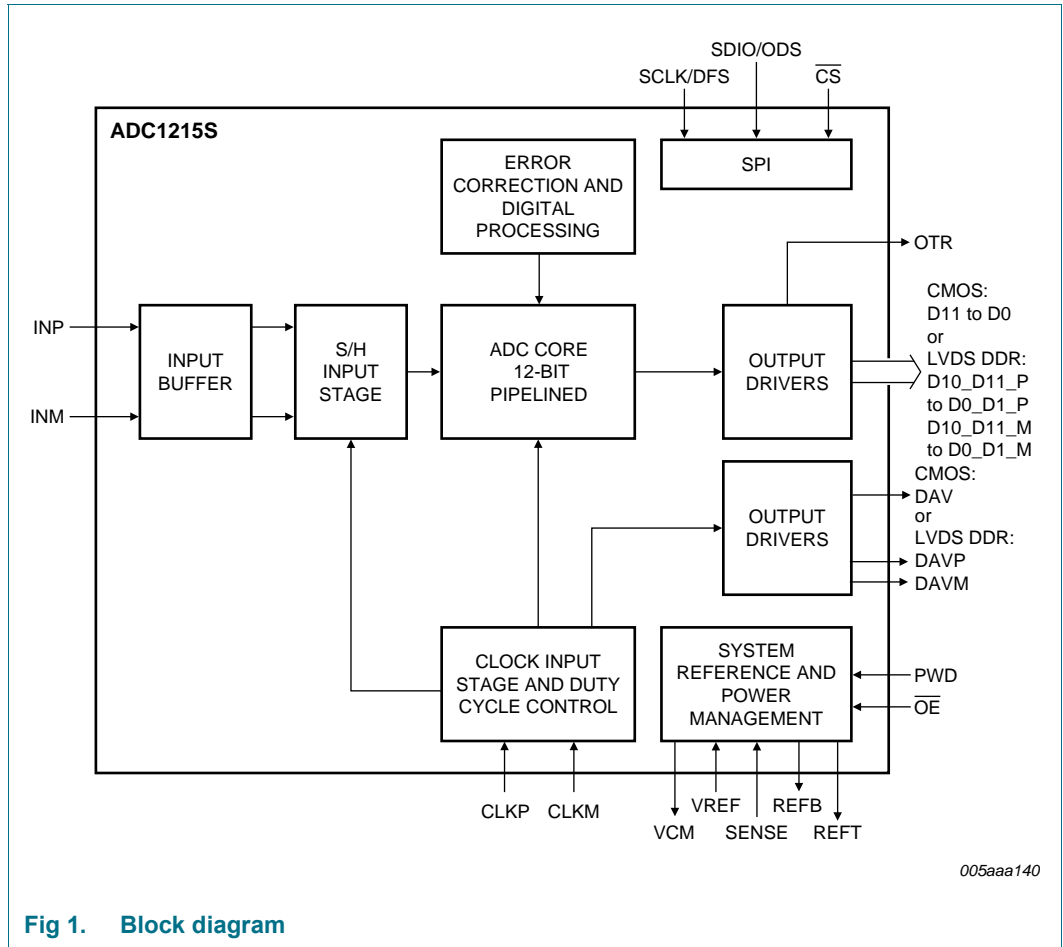 SDIO/ODS
SCLK/DFS
CS
ADC1215S
ERROR
CORRECTION AND
DIGITAL
PROCESSING
SPI
OTR
CMOS:
D11 to D0
or
LVDS DDR:
D10_D11_P
to D0_D1_P
D10_D11_M
to D0_D1_M
INP
INM
INPUT
BUFFER
S/H
INPUT
STAGE
ADC CORE
12-BIT
PIPELINED
OUTPUT
DRIVERS
CMOS:
DAV
or
LVDS DDR:
DAVP
DAVM
OUTPUT
DRIVERS
CLOCK INPUT
STAGE AND DUTY
CYCLE CONTROL
SYSTEM
REFERENCE AND
POWER
MANAGEMENT
PWD
OE
CLKP
CLKM
VCM
VREF
SENSE
REFB
REFT
005aaa140
Fig 1. Block diagram